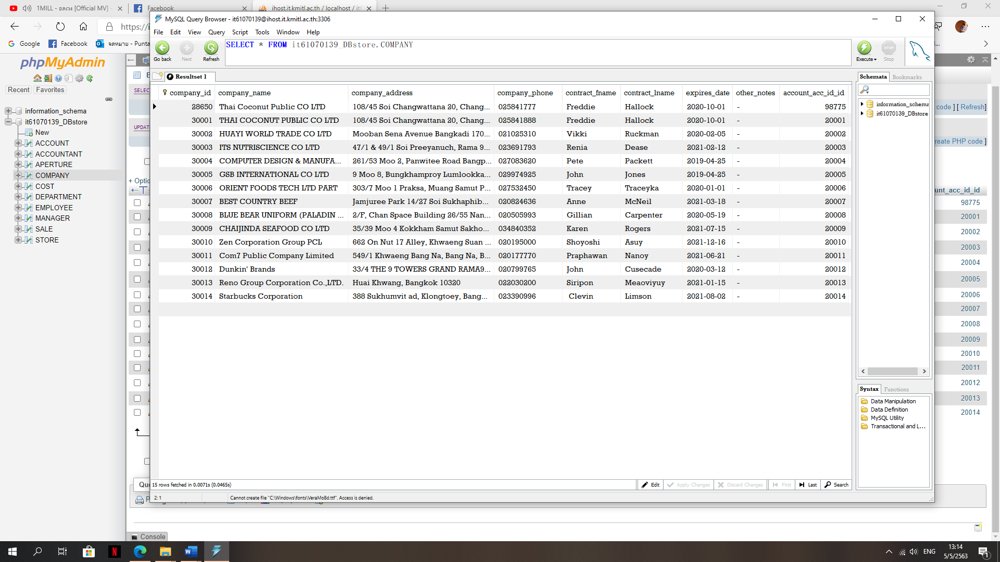 1MILL - ฉลเวง [Official MV] -
Facebook
ihost.it.kmitl.ac.th / localhost / it6
https://i
Google
Facebook
จดหมาย - Punta
MySQL Query Browser - it61070139@ihost.it.kmitl.ac.th:3306
File Edit View Query Script Tools Window Help
Go back
Next
Refresh
SELECT * FROM it61070139_DBstore.COMPANY
Execute
STOP
Stop
phpMyAdmin
Recent Favorites
information_schema
it61070139_DBstore
New
ACCOUNT
ACCOUNTANT
APERTURE
COMPANY
COST
DEPARTMENT
EMPLOYEE
MANAGER
SALE
STORE
SELEC
UPDAT
+ Optio
Resultset 1
company_id company_name company_address company_phone contract_fname contract_lname expires_date other_notes account_acc_id_id
28650 Thai Coconut Public CO LTD 108/45 Soi Changwattana 20, Chang... 025841777 Freddie Hallock 2020-10-01 - 98775
30001 THAI COCONUT PUBLIC CO LTD 108/45 Soi Changwattana 20, Chang... 025841888 Freddie Hallock 2020-10-01 - 20001
30002 HUAYI WORLD TRADE CO LTD Mooban Sena Avenue Bangkadi 170... 021025310 Vikki Ruckman 2020-02-05 - 20002
30003 ITS NUTRISCIENCE CO LTD 47/1 & 49/1 Soi Preeyanuch, Rama 9... 023691793 Renia Dease 2021-02-12 - 20003
30004 COMPUTER DESIGN & MANUFA... 261/53 Moo 2, Panwitee Road Bangp... 027083620 Pete Packett 2019-04-25 - 20004
30005 GSB INTERNATIONAL CO LTD 9 Moo 8, Bungkhamproy Lumlookka... 029974925 John Jones 2019-04-25 - 20005
30006 ORIENT FOODS TECH LTD PART 303/7 Moo 1 Praksa, Muang Samut P... 027532450 Tracey Traceyka 2020-01-01 - 20006
30007 BEST COUNTRY BEEF Jamjuree Park 14/27 Soi Sukhaphib... 020824636 Anne McNeil 2021-03-18 - 20007
30008 BLUE BEAR UNIFORM (PALADIN ... 2/F, Chan Space Building 26/55 Nan... 020505993 Gillian Carpenter 2020-05-19 - 20008
30009 CHAIJINDA SEAFOOD CO LTD 35/39 Moo 4 Kokkham Samut Sakho... 034840352 Karen Rogers 2021-07-15 - 20009
30010 Zen Corporation Group PCL 662 On Nut 17 Alley, Khwaeng Suan ... 020195000 Shoyoshi Asuy 2021-12-16 - 20010
30011 Com7 Public Company Limited 549/1 Khwaeng Bang Na, Bang Na, B... 020177770 Praphawan Nanoy 2021-06-21 - 20011
30012 Dunkin' Brands 33/4 THE 9 TOWERS GRAND RAMA9... 020799765 John Cusecade 2020-03-12 - 20012
30013 Reno Group Corporation Co.,LTD. Huai Khwang, Bangkok 10320 022030200 Siripon Meaoviyuy 2021-01-15 - 20013
30014 Starbucks Corporation 388 Sukhumvit ad, Klongtoey, Bang... 023390996 Clevin Limson 2021-08-02 - 20014
15 rows fetched in 0.0071s (0.0465s)
Edit Apply Changes Discard Changes First Last Search
2: 1 Cannot create file "C:\Windows\fonts\VeraMoBd.ttf". Access is denied.
Schemata Bookmarks
information_schema
it61070139_DBstore
Syntax Functions
Data Manipulation
Data Definition
MySQL Utility
Transactional and L...
code ] [ Refresh]
reate PHP code ]
unt_acc_id_id
98775
20001
20002
20003
20004
20005
20006
20007
20008
20009
20010
20011
20012
20013
20014
Qu
Console
ENG
13:14
5/5/2563
1